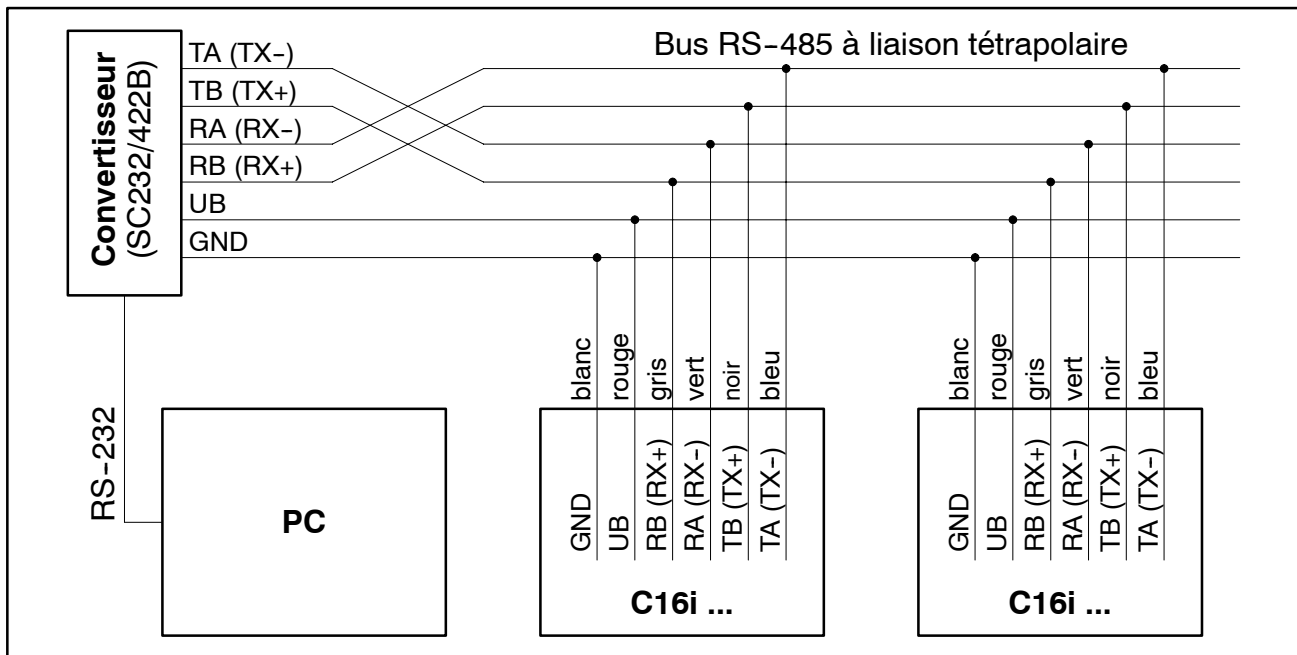 Bus RS-485 à liaison tétrapolaire
Convertisseur
(SC232/422B)
TA (TX-)
TB (TX+)
RA (RX-)
RB (RX+)
UB
GND
RS-232
PC
blanc
rouge
gris
vert
noir
bleu
GND
UB
RB (RX+)
RA (RX-)
TB (TX+)
TA (TX-)
C16i ...
blanc
rouge
gris
vert
noir
bleu
GND
UB
RB (RX+)
RA (RX-)
TB (TX+)
TA (TX-)
C16i ...